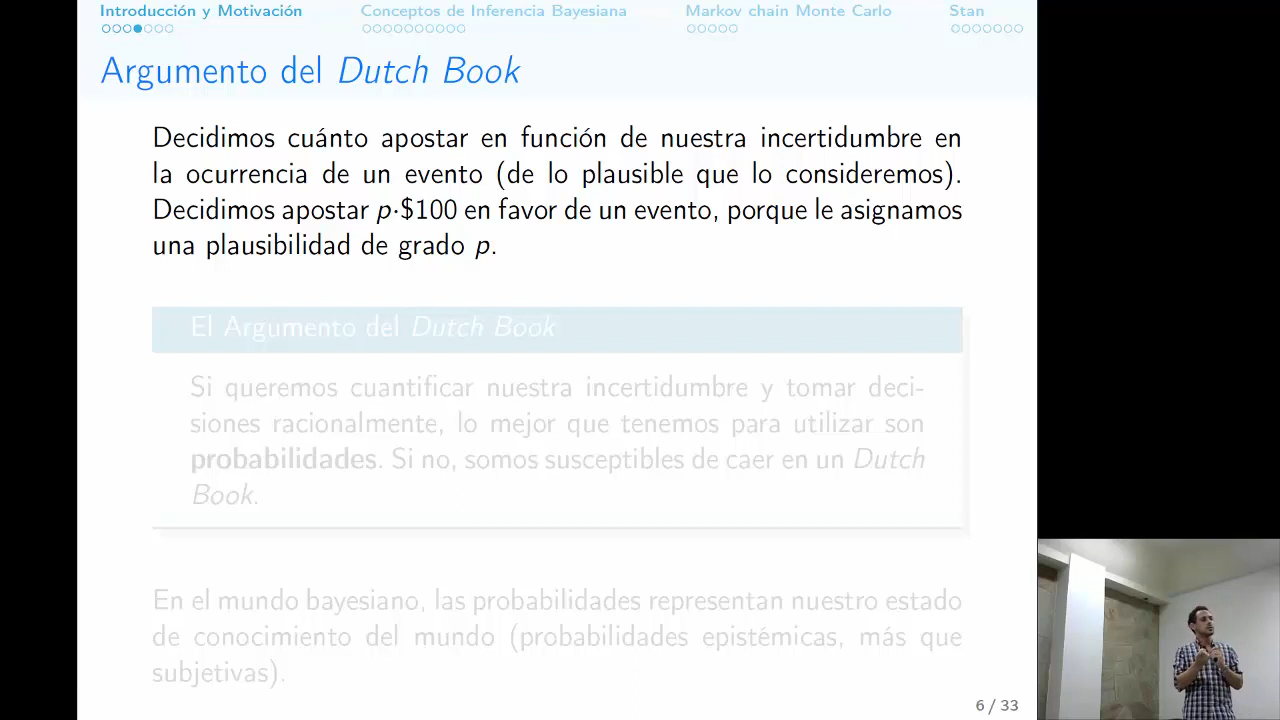 Introducción y Motivación
Conceptos de Inferencia Bayesiana
Markov chain Monte Carlo
Stan
Argumento del Dutch Book
Decidimos cuánto apostar en función de nuestra incertidumbre en
la ocurrencia de un evento (de lo plausible que lo consideremos).
Decidimos apostar p·$100 en favor de un evento, porque le asignamos
una plausibilidad de grado p.
El Argumento del Dutch Book
Si queremos cuantificar nuestra incertidumbre y tomar deci-
siones racionalmente, lo mejor que tenemos para utilizar son
probabilidades. Si no, somos susceptibles de caer en un Dutch
Book.
En el mundo bayesiano, las probabilidades representan nuestro estado
de conocimiento del mundo (probabilidades epistémicas, más que
subjetivas).
6 / 33